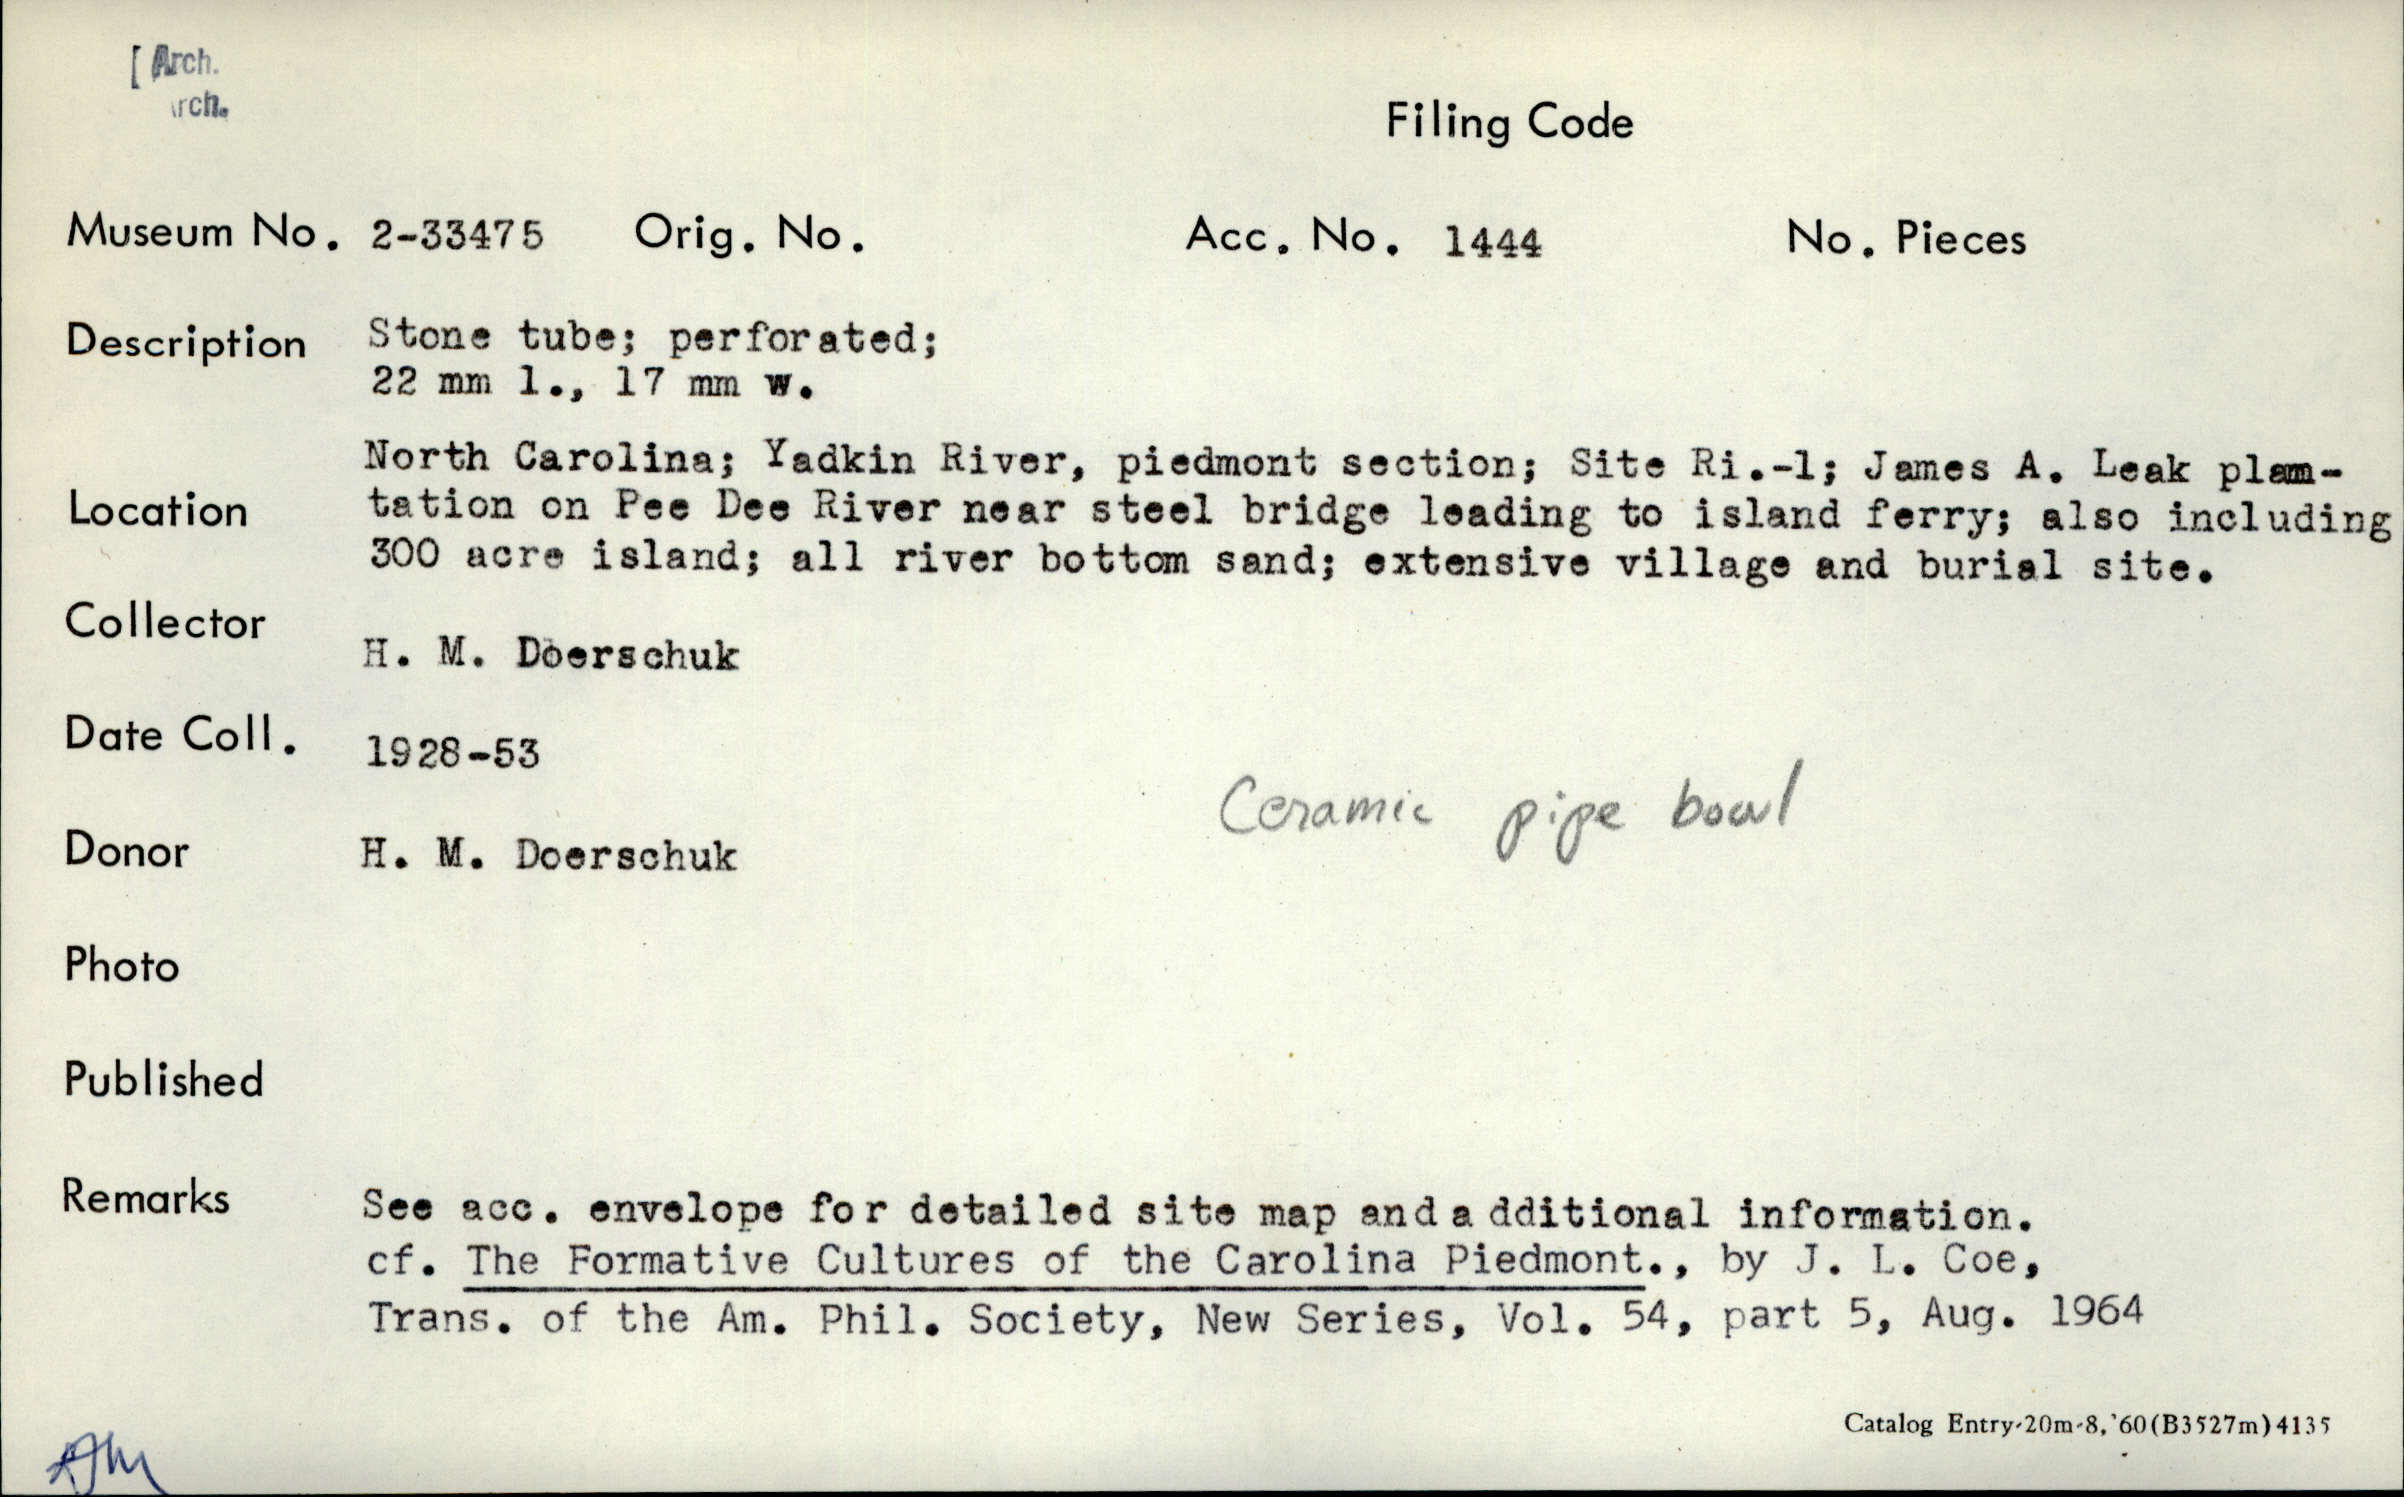 [ Arch.
rch.
Filing Code
Museum No. 2-33475 Orig. No. Acc. No. 1444 No. Pieces
Description Stone tube; perforated;
22 mm l., 17 mm w.
North Carolina; Yadkin River, piedmont section; Site Ri.-1; James A. Leak plam-
Location tation on Pee Dee River near steel bridge leading to island ferry; also including
300 acre island; all river bottom sand; extensive village and burial site.
Collector
H. M. Doerschuk
Date Coll. 1928-53
Ceramic pipe bowl
Donor H. M. Doerschuk
Photo
Published
Remarks See acc. envelope for detailed site map and a dditional information.
cf. The Formative Cultures of the Carolina Piedmont., by J. L. Coe,
Trans. of the Am. Phil. Society, New Series, Vol. 54, part 5, Aug. 1964
Catalog Entry-20m-8,'60(B3527m)4135